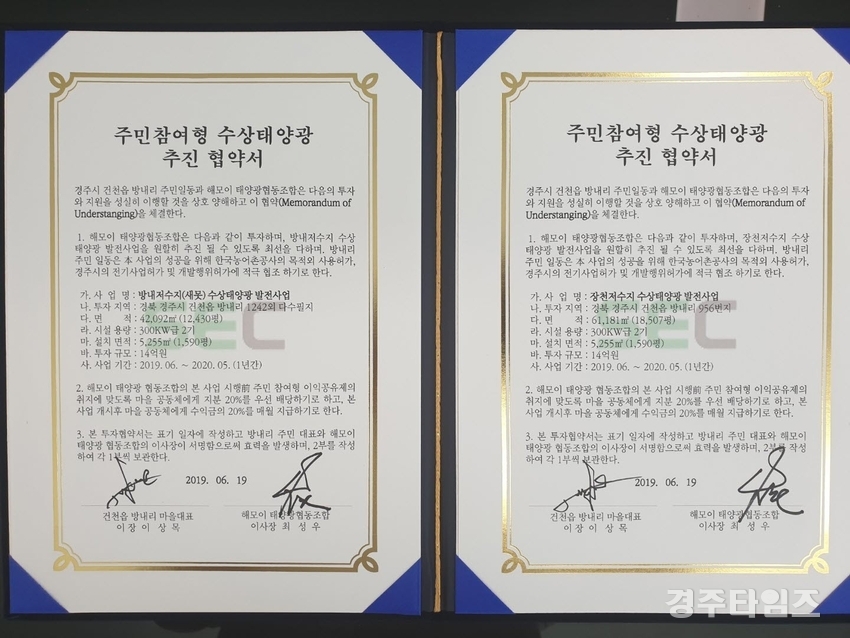 주민참여형 수상태양광
추진 협약서
경주시 건천읍 방내리 주민일동과 해모이 태양광협동조합은 다음의 투자
와 지원을 성실히 이행할 것을 상호 양해하고 이 협약(Memorandum of
Understanging)을 체결한다.
1. 해모이 태양광협동조합은 다음과 같이 투자하며, 방내저수지 수상
태양광 발전사업을 원할히 추진 될 수 있도록 최선을 다하며, 방내리
주민 일동은 本 사업의 성공을 위해 한국농어촌공사의 목적외 사용허가,
경주시의 전기사업허가 및 개발행위허가에 적극 협조 하기로 한다.
가. 사 업 명 : 방내저수지(새못) 수상태양광 발전사업
나. 투자 지역 : 경북 경주시 건천읍 방내리 1242외 다수필지
다. 면 적 : 42,092㎡ (12,430평)
라. 시설 용량 : 300KW급 2기
마. 설치 면적 : 5,255㎡ (1,590평)
바. 투자 규모 : 14억원
사. 사업 기간 : 2019. 06. ～ 2020. 05. (1년간)
2. 해모이 태양광 협동조합의 본 사업 시행前 주민 참여형 이익공유제의
취지에 맞도록 마을 공동체에게 지분 20%를 우선 배당하기로 하고, 본
사업 개시후 마을 공동체에게 수익금의 20%를 매월 지급하기로 한다.
3. 본 투자협약서는 표기 일자에 작성하고 방내리 주민 대표와 해모이
태양광 협동조합의 이사장이 서명함으로써 효력을 발생하며, 2부를 작성
하여 각 1부씩 보관한다.
2019. 06. 19
건천읍 방내리 마을대표
이장 이 상 목
해모이 태양광협동조합
이사장 최 성 우
SEC
주민참여형 수상태양광
추진 협약서
경주시 건천읍 방내리 주민일동과 해모이 태양광협동조합은 다음의 투자
와 지원을 성실히 이행할 것을 상호 양해하고 이 협약(Memorandum of
Understanging)을 체결한다.
1. 해모이 태양광협동조합은 다음과 같이 투자하며, 장천저수지 수상
태양광 발전사업을 원할히 추진 될 수 있도록 최선을 다하며, 방내리
주민 일동은 本 사업의 성공을 위해 한국농어촌공사의 목적외 사용허가,
경주시의 전기사업허가 및 개발행위허가에 적극 협조 하기로 한다.
가. 사 업 명 : 장천저수지 수상태양광 발전사업
나. 투자 지역 : 경북 경주시 건천읍 방내리 956번지
다. 면 적 : 61,181㎡ (18,507평)
라. 시설 용량 : 300KW급 2기
마. 설치 면적 : 5,255㎡ (1,590평)
바. 투자 규모 : 14억원
사. 사업 기간 : 2019. 06. ～ 2020. 05. (1년간)
2. 해모이 태양광 협동조합의 본 사업 시행前 주민 참여형 이익공유제의
취지에 맞도록 마을 공동체에게 지분 20%를 우선 배당하기로 하고, 본
사업 개시후 마을 공동체에게 수익금의 20%를 매월 지급하기로 한다.
3. 본 투자협약서는 표기 일자에 작성하고 방내리 주민 대표와 해모이
태양광 협동조합의 이사장이 서명함으로써 효력을 발생하며, 2부를 작성
하여 각 1부씩 보관한다.
2019. 06. 19
건천읍 방내리 마을대표
이장 이 상 목
해모이 태양광협동조합
이사장 최 성 우
SEC
경주타임즈